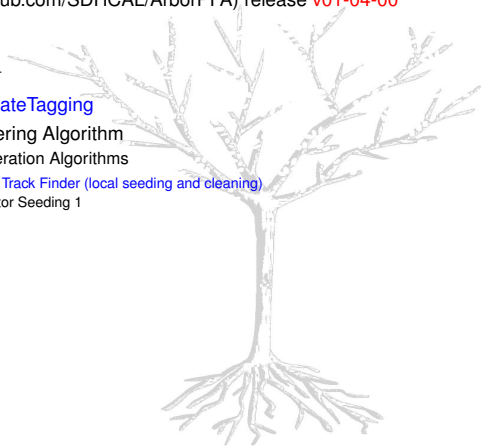 ub.com/SDHCAL/ArborPFA) release v01-04-00
ateTagging
ering Algorithm
eration Algorithms
Track Finder (local seeding and cleaning)
tor Seeding 1